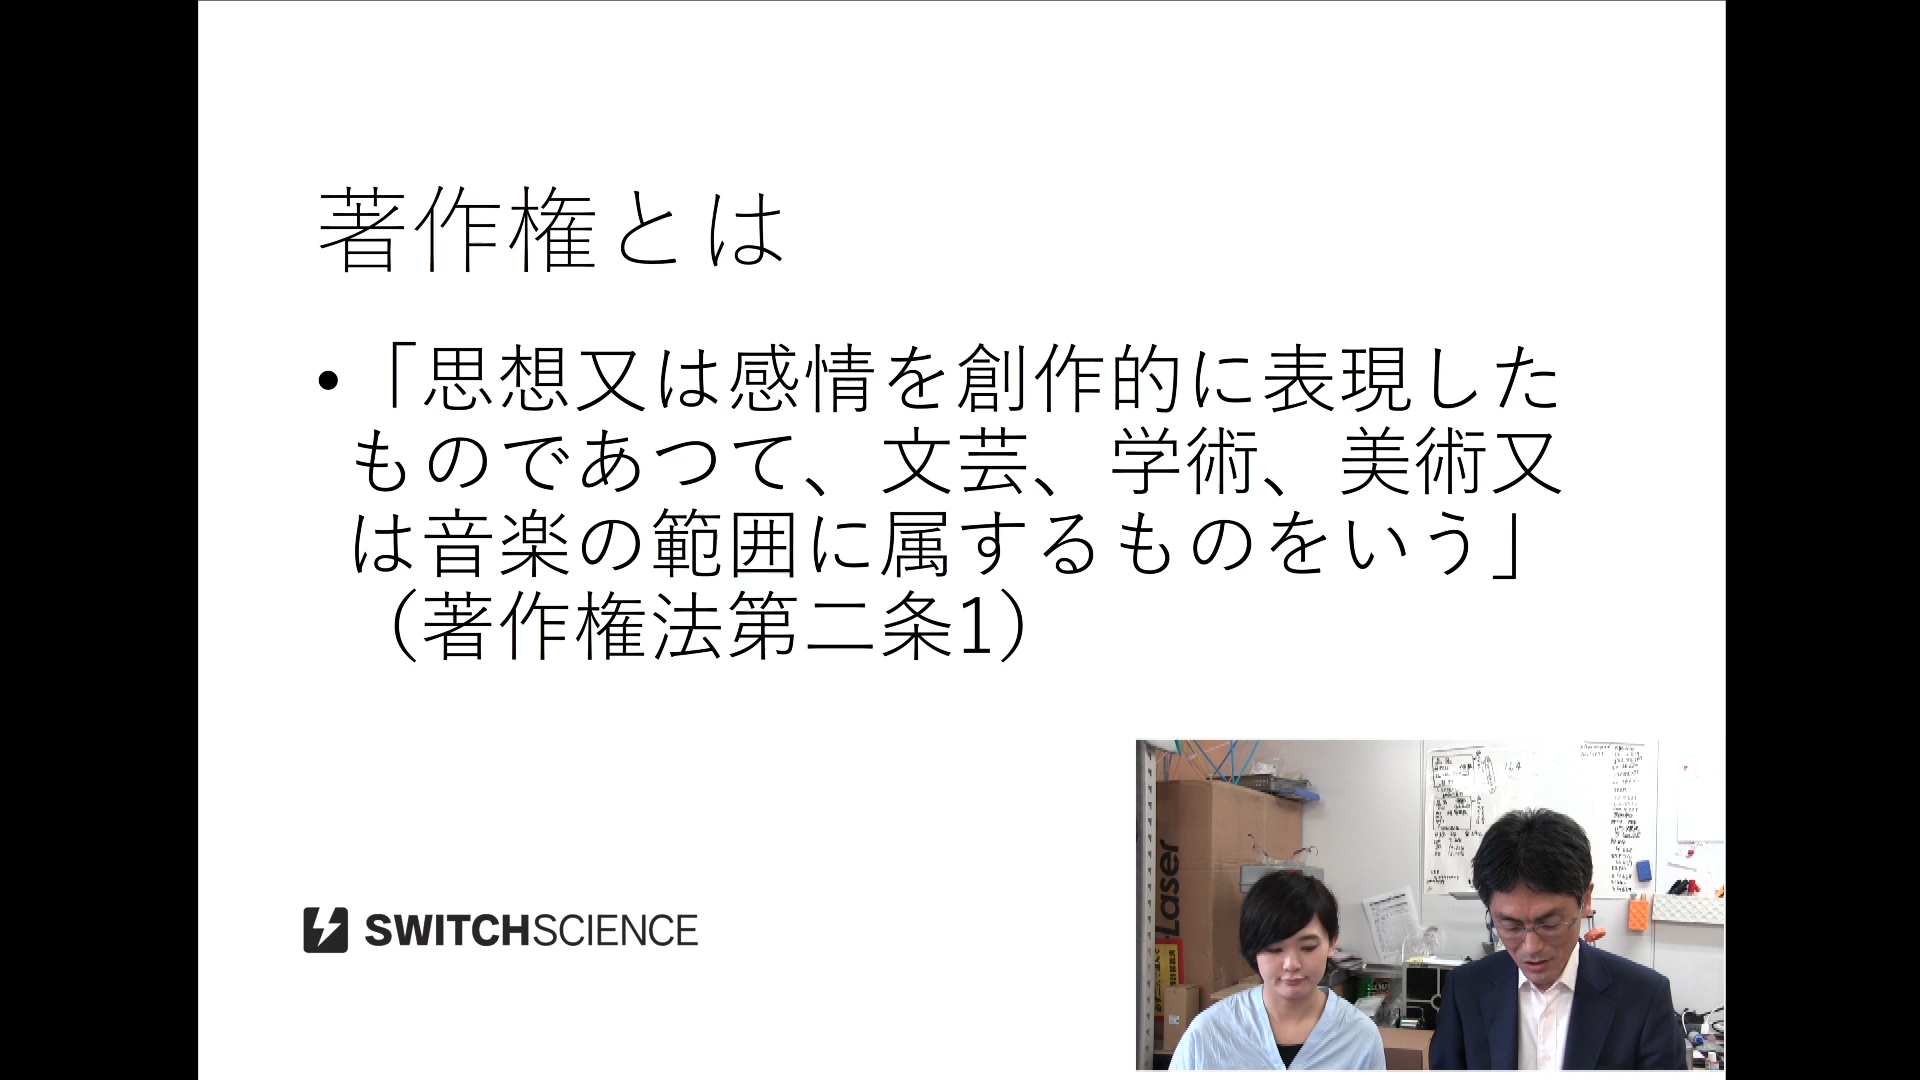 著作権とは
•「思想又は感情を創作的に表現した
ものであつて、文芸、学術、美術又
は音楽の範囲に属するものをいう」
（著作権法第二条1）
SWITCHSCIENCE
Laser